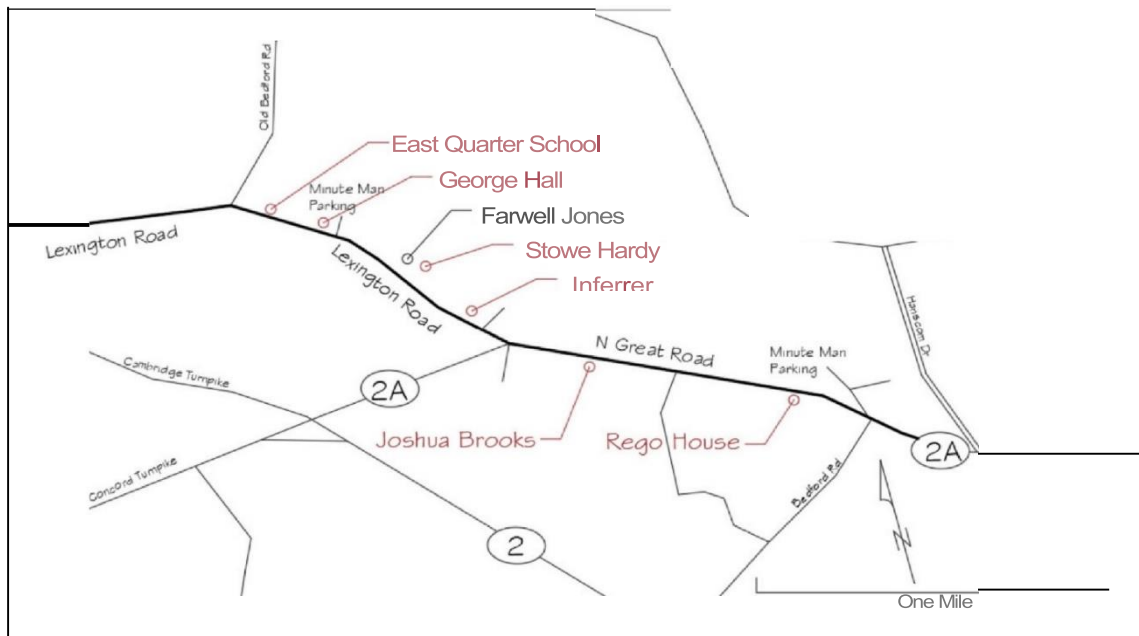 Old Bedford Rd
East Quarter School
George Hall
Minute Man
Parking
Farwell Jones
Lexington Road
Stowe Hardy
Lexington Road
Inferrer
Hanscom Dr
N Great Road
Minute Man
Parking
Cambridge Turnpike
2A
Joshua Brooks
Rego House
2A
Concord Turnpike
Bedford Rd
2
N
One Mile